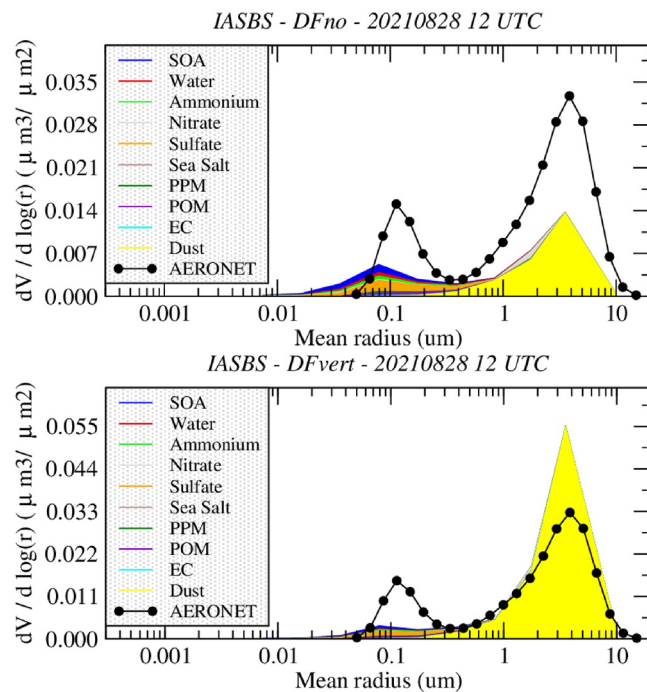 IASBS - DFno - 20210828 12 UTC
dV / d log(r) ( μ m3/ μ m2)
0.035
0.028
0.021
0.014
0.007
0.000
SOA
Water
Ammonium
Nitrate
Sulfate
Sea Salt
PPM
POM
EC
Dust
AERONET
0.001 0.01 0.1 1 10
Mean radius (um)
IASBS - DFvert - 20210828 12 UTC
dV / d log(r) ( μ m3/ μ m2)
0.055
0.044
0.033
0.022
0.011
0.000
SOA
Water
Ammonium
Nitrate
Sulfate
Sea Salt
PPM
POM
EC
Dust
AERONET
0.001 0.01 0.1 1 10
Mean radius (um)